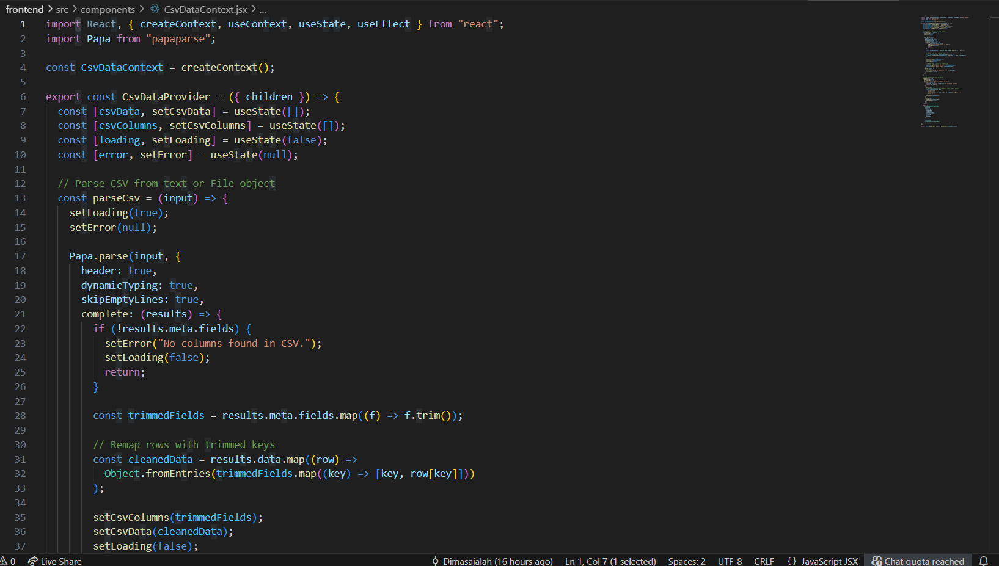 frontend > src > components > CsvDataContext.jsx > ...
1 import React, { createContext, useContext, useState, useEffect } from "react";
2 import Papa from "papaparse";
3
4 const CsvDataContext = createContext();
5
6 export const CsvDataProvider = ({ children }) => {
7 const [csvData, setCsvData] = useState([]);
8 const [csvColumns, setCsvColumns] = useState([]);
9 const [loading, setLoading] = useState(false);
10 const [error, setError] = useState(null);
11
12 // Parse CSV from text or File object
13 const parseCsv = (input) => {
14 setLoading(true);
15 setError(null);
16
17 Papa.parse(input, {
18 header: true,
19 dynamicTyping: true,
20 skipEmptyLines: true,
21 complete: (results) => {
22 if (!results.meta.fields) {
23 setError("No columns found in CSV.");
24 setLoading(false);
25 return;
26 }
27
28 const trimmedFields = results.meta.fields.map((f) => f.trim());
29
30 // Remap rows with trimmed keys
31 const cleanedData = results.data.map((row) =>
32 Object.fromEntries(trimmedFields.map((key) => [key, row[key]]))
33 );
34
35 setCsvColumns(trimmedFields);
36 setCsvData(cleanedData);
37 setLoading(false);
0 Live Share Dimasajalah (16 hours ago) Ln 1, Col 7 (1 selected) Spaces: 2 UTF-8 CRLF {} JavaScript JSX Chat quota reached